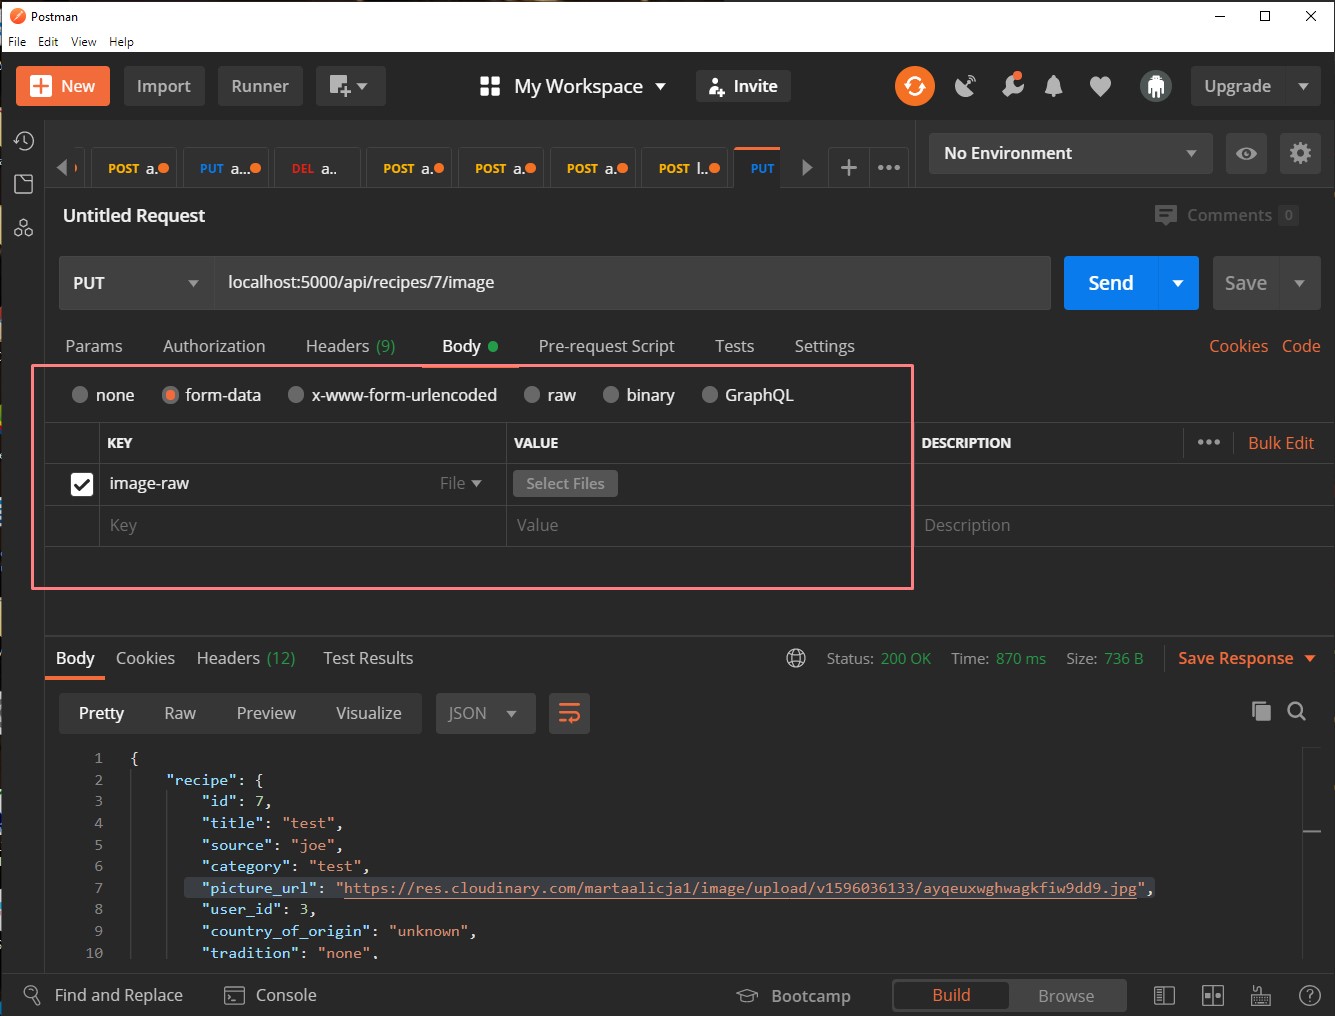 Postman
File Edit View Help
New Import Runner My Workspace Invite Upgrade
POST a. PUT a... DEL a.. POST a. POST a. POST a. POST l.. PUT No Environment
Untitled Request Comments 0
PUT localhost:5000/api/recipes/7/image Send Save
Params Authorization Headers (9) Body Pre-request Script Tests Settings Cookies Code
none form-data x-www-form-urlencoded raw binary GraphQL
KEY VALUE DESCRIPTION Bulk Edit
image-raw File Select Files
Key Value Description
Body Cookies Headers (12) Test Results Status: 200 OK Time: 870 ms Size: 736 B Save Response
Pretty Raw Preview Visualize JSON
1 {
2 "recipe": {
3 "id": 7,
4 "title": "test",
5 "source": "joe",
6 "category": "test",
7 "picture_url": "https://res.cloudinary.com/martaalicja1/image/upload/v1596036133/ayqeuxwghwagkfiw9dd9.jpg",
8 "user_id": 3,
9 "country_of_origin": "unknown",
10 "tradition": "none",
Find and Replace Console Bootcamp Build Browse